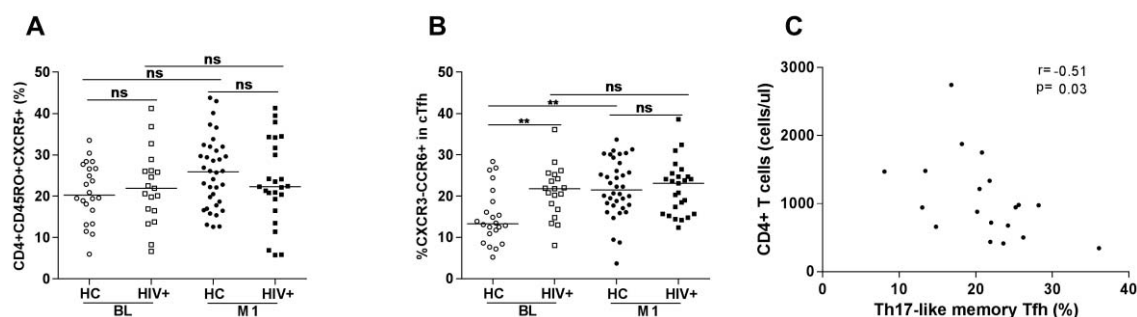 A
ns
ns
ns
ns
CD4+CD45RO+CXCR5+ (%)
50
40
30
20
10
0
HC
HIV+
HC
HIV+
BL
M 1
B
ns
**
**
ns
%CXCR3-CCR6+ in cTfh
50
40
30
20
10
0
HC
HIV+
HC
HIV+
BL
M 1
C
r= -0.51
p= 0.03
CD4+ T cells (cells/ul)
3000
2000
1000
0
0
10
20
30
40
Th17-like memory Tfh (%)